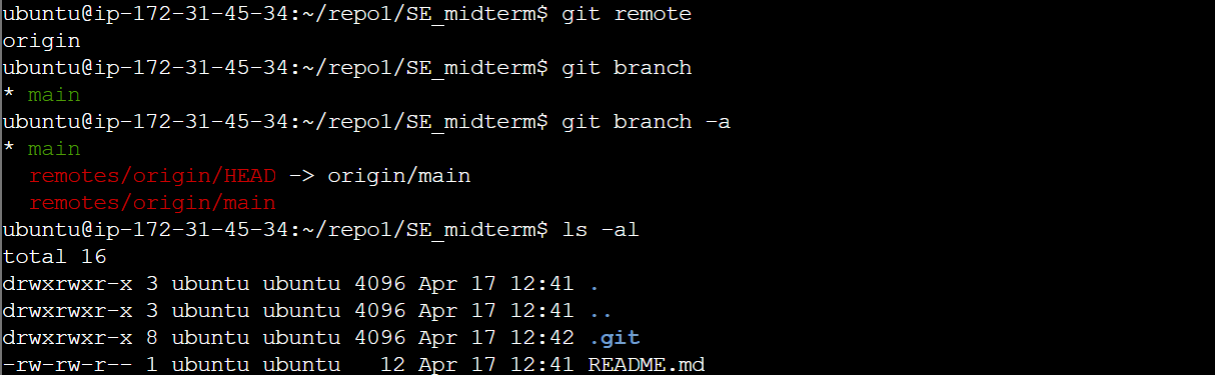 ubuntu@ip-172-31-45-34:~/repo1/SE_midterm$ git remote
origin
ubuntu@ip-172-31-45-34:~/repo1/SE_midterm$ git branch
* main
ubuntu@ip-172-31-45-34:~/repo1/SE_midterm$ git branch -a
* main
  remotes/origin/HEAD -> origin/main
  remotes/origin/main
ubuntu@ip-172-31-45-34:~/repo1/SE_midterm$ ls -al
total 16
drwxrwxr-x 3 ubuntu ubuntu 4096 Apr 17 12:41 .
drwxrwxr-x 3 ubuntu ubuntu 4096 Apr 17 12:41 ..
drwxrwxr-x 8 ubuntu ubuntu 4096 Apr 17 12:42 .git
-rw-rw-r-- 1 ubuntu ubuntu   12 Apr 17 12:41 README.md